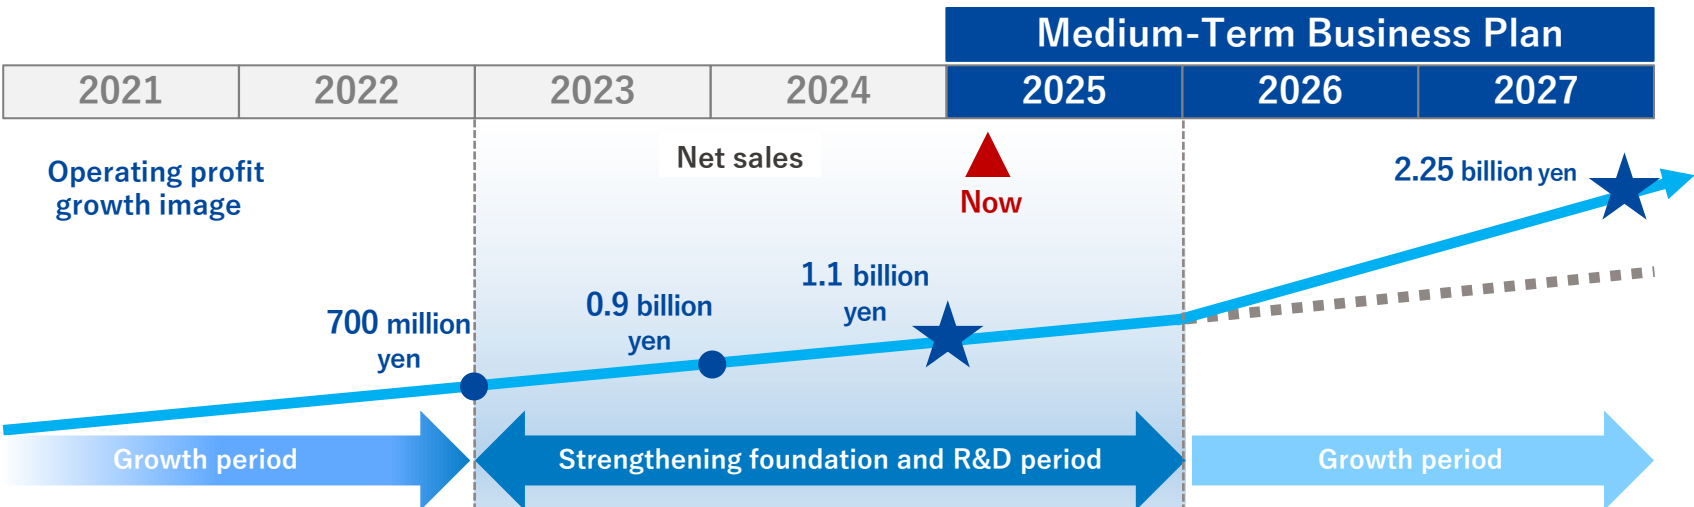 Medium-Term Business Plan
2021 2022 2023 2024 2025 2026 2027
Operating profit
growth image
Net sales
Now
2.25 billion yen
1.1 billion
yen
0.9 billion
yen
700 million
yen
Growth period
Strengthening foundation and R&D period
Growth period